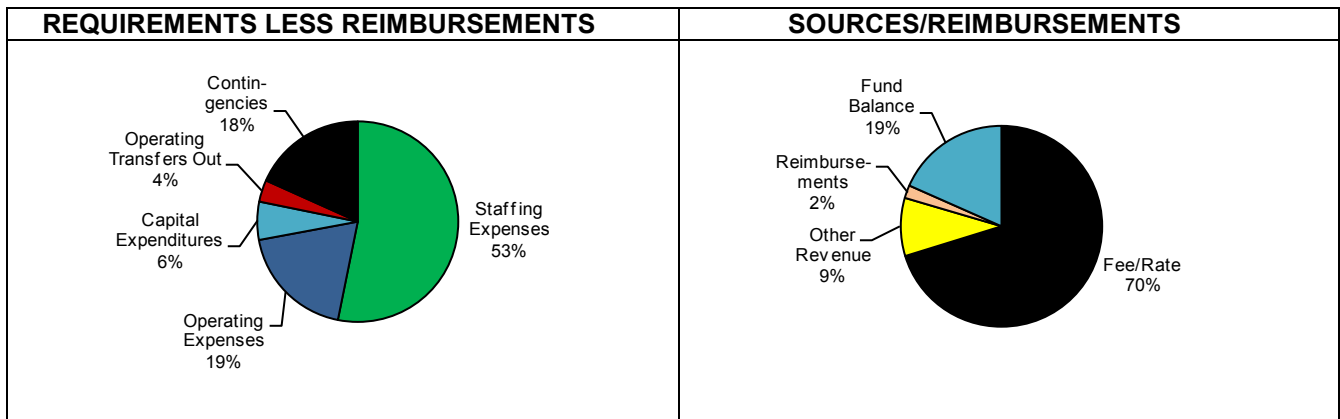 REQUIREMENTS LESS REIMBURSEMENTS
Contin-
gencies
18%
Operating
Transfers Out
4%
Capital
Expenditures
6%
Operating
Expenses
19%
Staffing
Expenses
53%
SOURCES/REIMBURSEMENTS
Fund
Balance
19%
Reimburse-
ments
2%
Other
Revenue
9%
Fee/Rate
70%